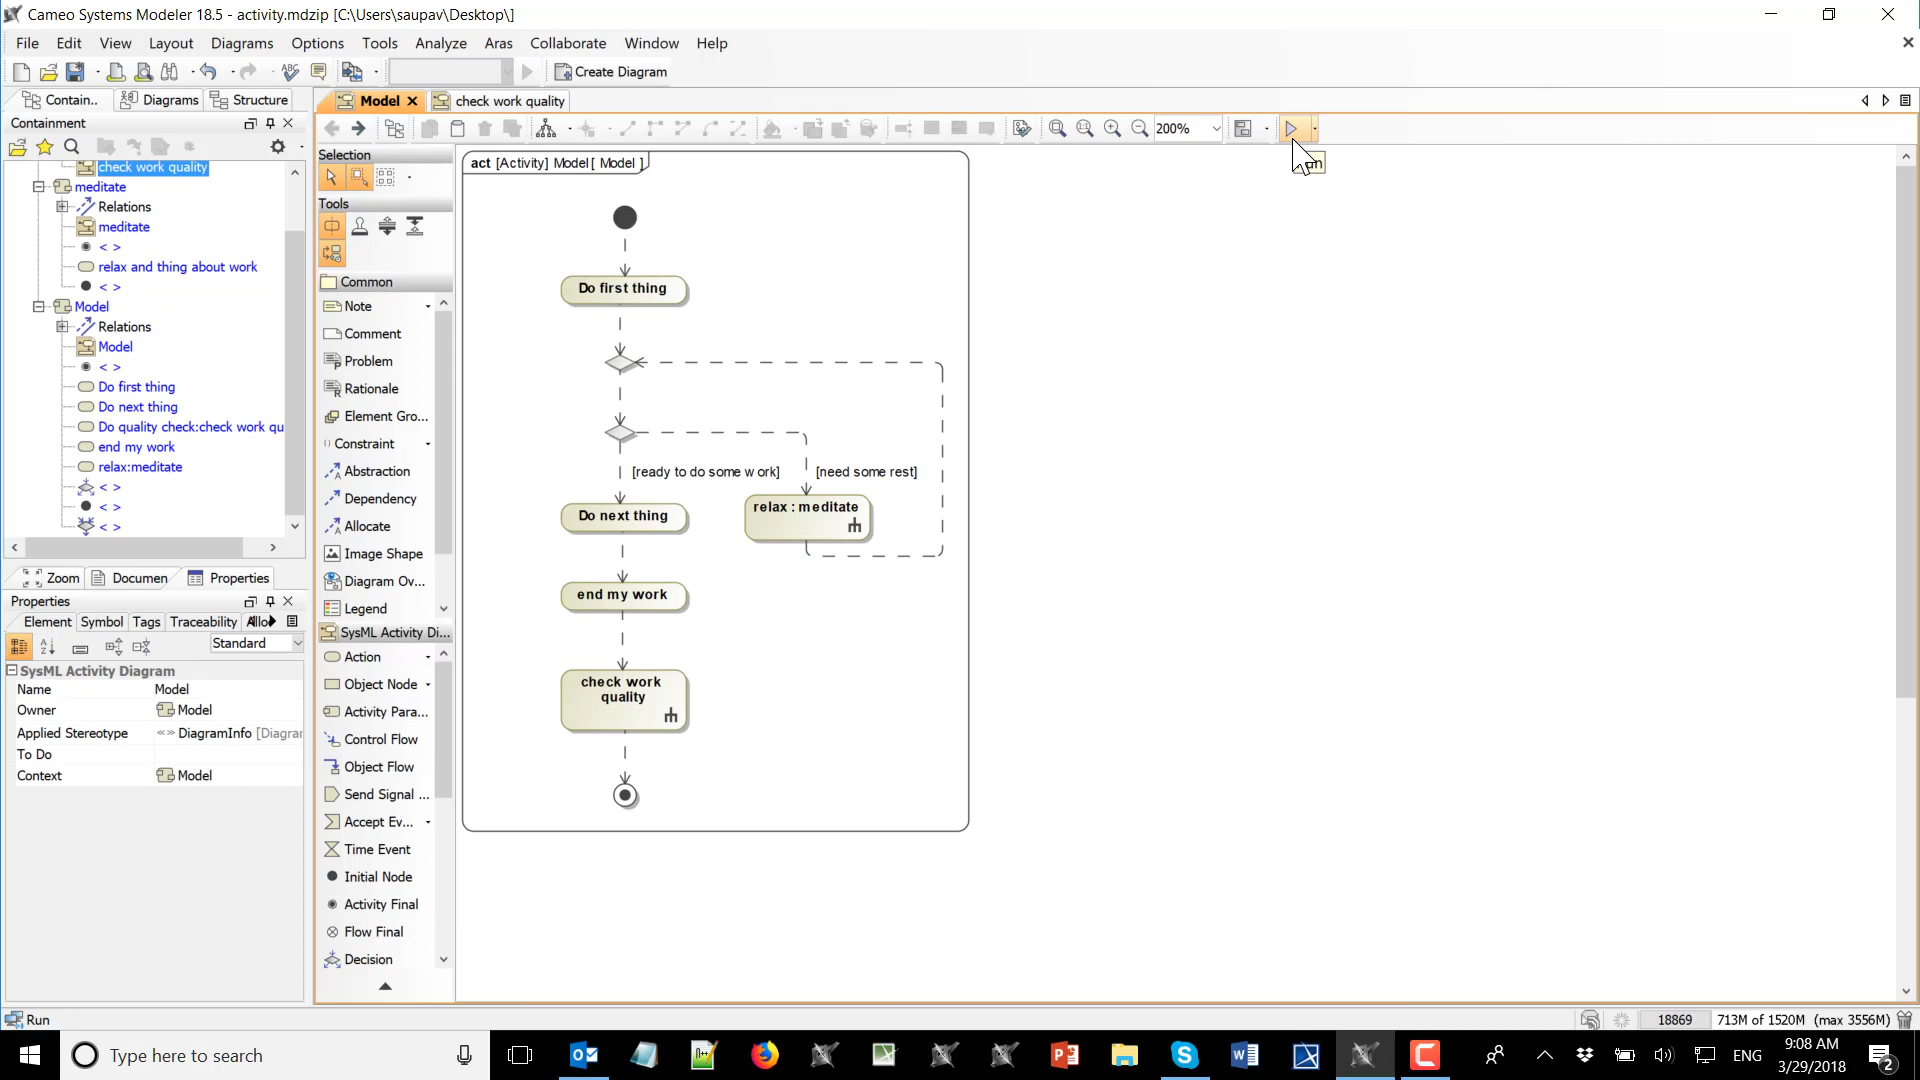 Cameo Systems Modeler 18.5 - activity.mdzip [C:\Users\saupav\Desktop\]
File Edit View Layout Diagrams Options Tools Analyze Aras Collaborate Window Help
Create Diagram
Contain.. Diagrams Structure
Model check work quality
Containment
200%
check work quality
meditate
Relations
meditate
< >
relax and thing about work
< >
Model
Relations
Model
< >
Do first thing
Do next thing
Do quality check:check work qu
end my work
relax:meditate
< >
< >
< >
Zoom Documen Properties
Properties
Element Symbol Tags Traceability Allo
Standard
SysML Activity Diagram
Name Model
Owner Model
Applied Stereotype «» DiagramInfo [Diagram
To Do
Context Model
Selection
Tools
Common
Note
Comment
Problem
Rationale
Element Gro...
Constraint
Abstraction
Dependency
Allocate
Image Shape
Diagram Ov...
Legend
SysML Activity Di...
Action
Object Node
Activity Para...
Control Flow
Object Flow
Send Signal ...
Accept Ev...
Time Event
Initial Node
Activity Final
Flow Final
Decision
act [Activity] Model [ Model ]
Do first thing
[ready to do some work] [need some rest]
Do next thing
relax : meditate
end my work
check work
quality
Run
18869 713M of 1520M (max 3556M)
Type here to search
ENG
9:08 AM
3/29/2018
2